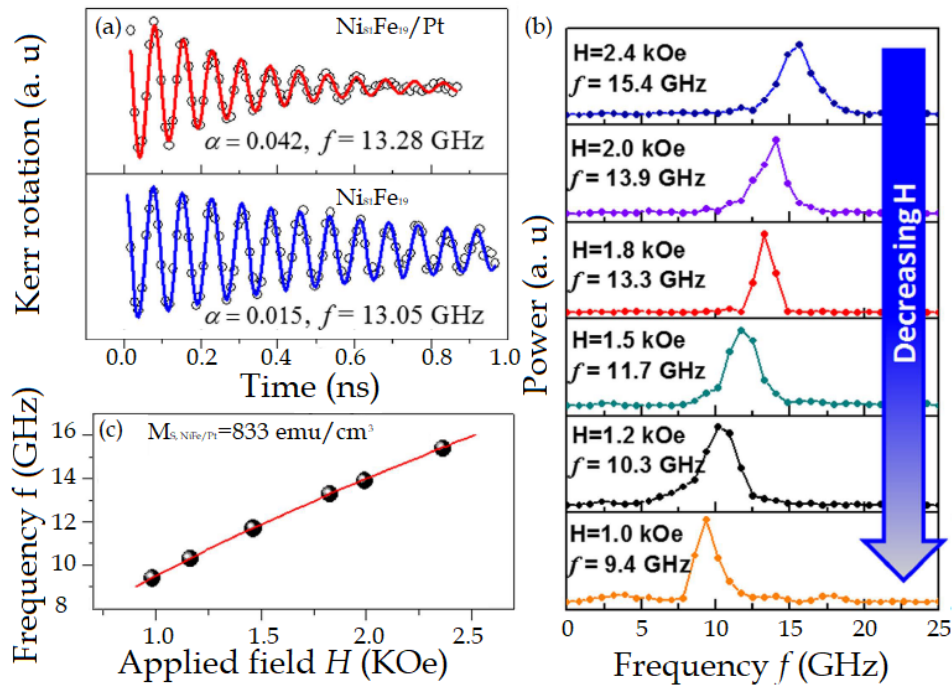 (a)
Ni₈₁Fe₁₉/Pt
α = 0.042, f = 13.28 GHz
Ni₈₁Fe₁₉
α = 0.015, f = 13.05 GHz
Kerr rotation (a. u)
0.0 0.2 0.4 0.6 0.8 1.0
Time (ns)
(c)
M_S, NiFe/Pt=833 emu/cm³
16
14
12
10
8
Frequency f (GHz)
1.0 1.5 2.0 2.5
Applied field H (KOe)
(b)
H=2.4 kOe
f = 15.4 GHz
H=2.0 kOe
f = 13.9 GHz
H=1.8 kOe
f = 13.3 GHz
H=1.5 kOe
f = 11.7 GHz
H=1.2 kOe
f = 10.3 GHz
H=1.0 kOe
f = 9.4 GHz
Decreasing H
Power (a. u)
0 5 10 15 20 25
Frequency f (GHz)